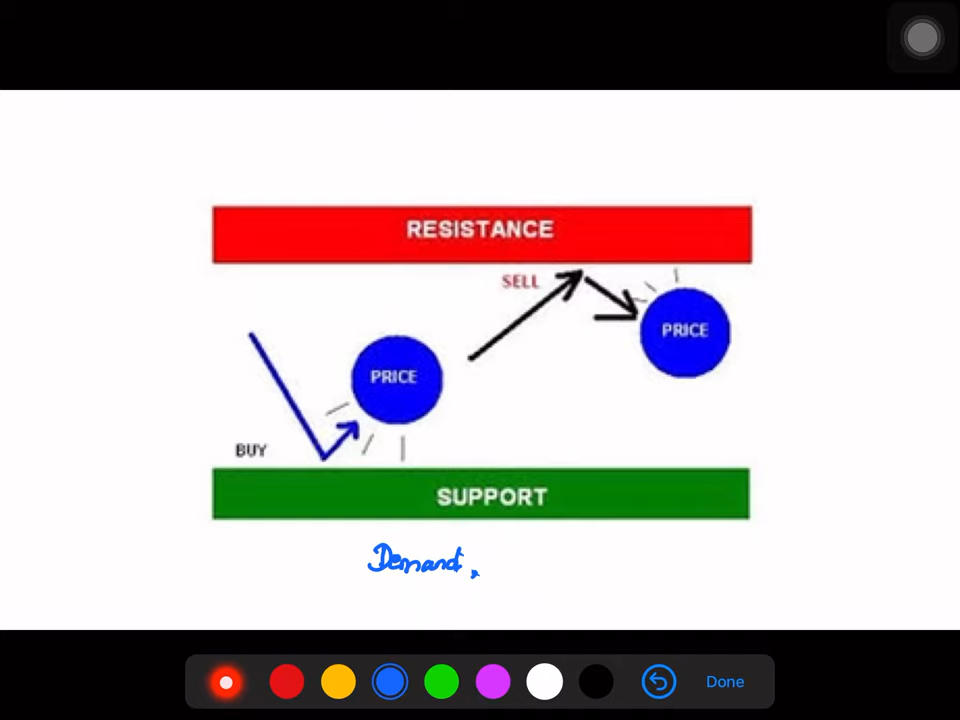 RESISTANCE
SELL
PRICE
PRICE
BUY
SUPPORT
Demand,
Done